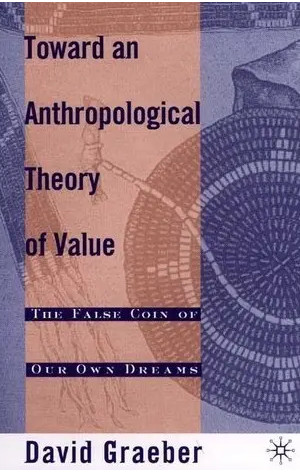 Toward an
Anthropological
Theory
of Value
The False Coin of
Our Own Dreams
David Graeber